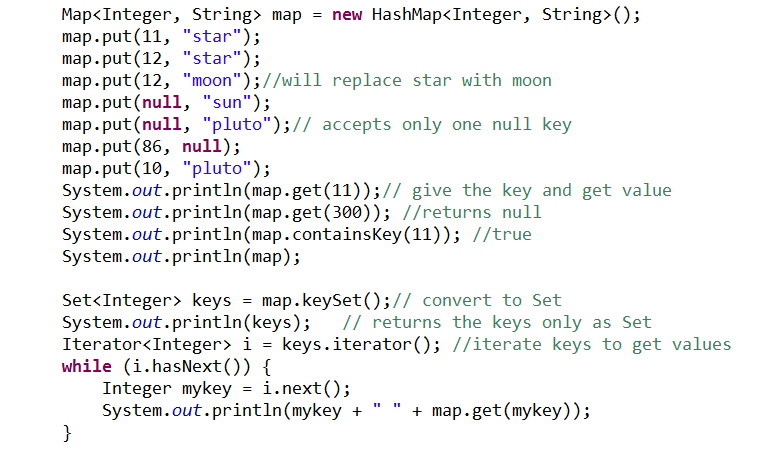 Map<Integer, String> map = new HashMap<Integer, String>();
map.put(11, "star");
map.put(12, "star");
map.put(12, "moon");//will replace star with moon
map.put(null, "sun");
map.put(null, "pluto");// accepts only one null key
map.put(86, null);
map.put(10, "pluto");
System.out.println(map.get(11));// give the key and get value
System.out.println(map.get(300)); //returns null
System.out.println(map.containsKey(11)); //true
System.out.println(map);
Set<Integer> keys = map.keySet();// convert to Set
System.out.println(keys);   // returns the keys only as Set
Iterator<Integer> i = keys.iterator(); //iterate keys to get values
while (i.hasNext()) {
    Integer mykey = i.next();
    System.out.println(mykey + " " + map.get(mykey));
}